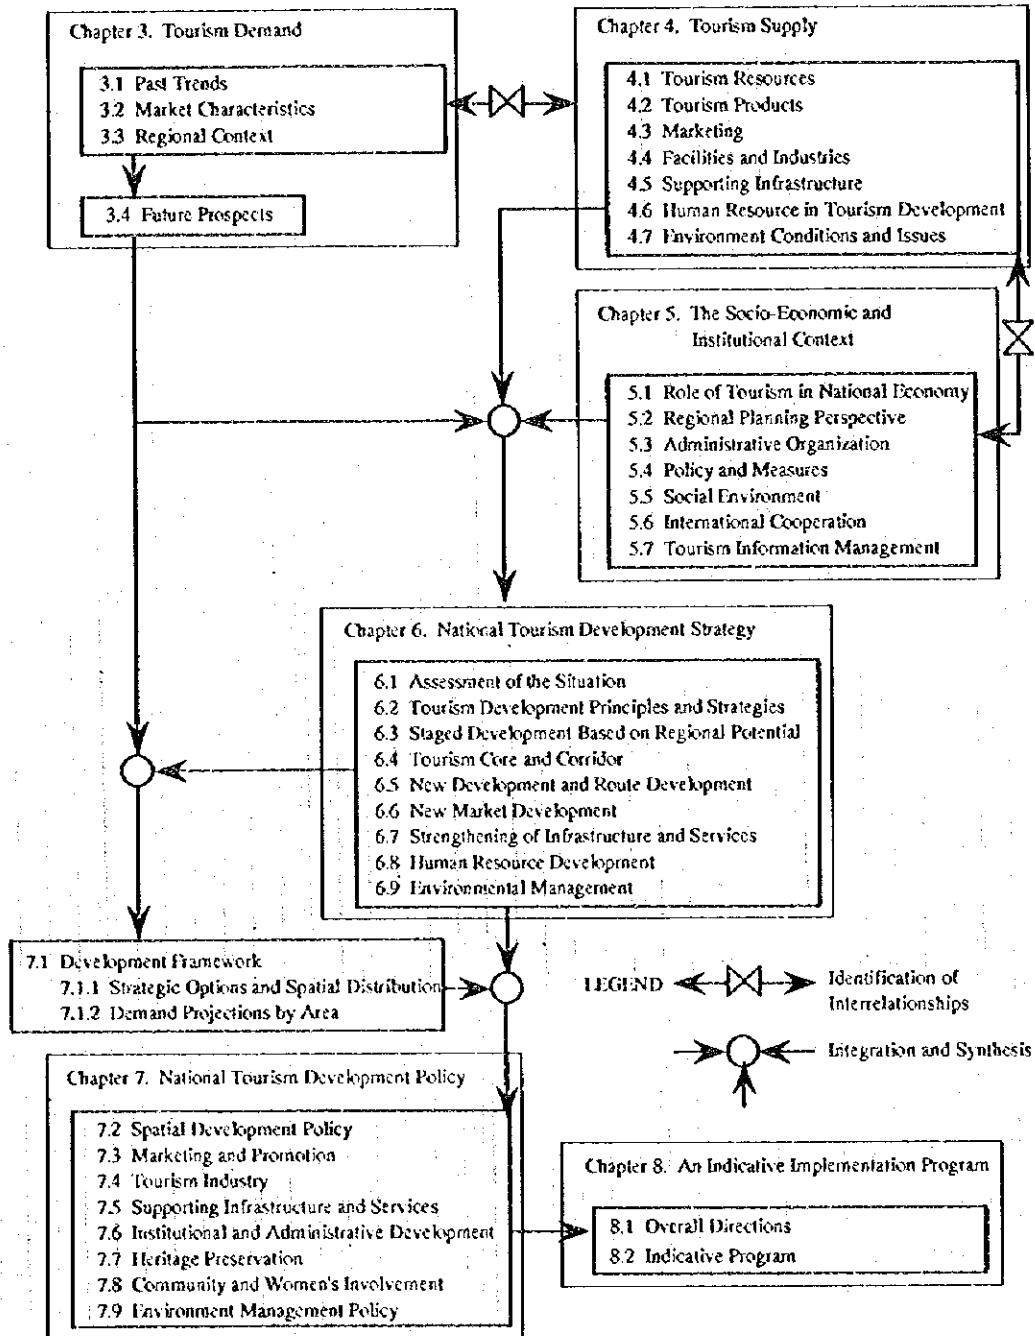 Chapter 3. Tourism Demand
3.1 Past Trends
3.2 Market Characteristics
3.3 Regional Context
3.4 Future Prospects
Chapter 4. Tourism Supply
4.1 Tourism Resources
4.2 Tourism Products
4.3 Marketing
4.4 Facilities and Industries
4.5 Supporting Infrastructure
4.6 Human Resource in Tourism Development
4.7 Environment Conditions and Issues
Chapter 5. The Socio-Economic and
Institutional Context
5.1 Role of Tourism in National Economy
5.2 Regional Planning Perspective
5.3 Administrative Organization
5.4 Policy and Measures
5.5 Social Environment
5.6 International Cooperation
5.7 Tourism Information Management
Chapter 6. National Tourism Development Strategy
6.1 Assessment of the Situation
6.2 Tourism Development Principles and Strategies
6.3 Staged Development Based on Regional Potential
6.4 Tourism Core and Corridor
6.5 New Development and Route Development
6.6 New Market Development
6.7 Strengthening of Infrastructure and Services
6.8 Human Resource Development
6.9 Environmental Management
7.1 Development Framework
7.1.1 Strategic Options and Spatial Distribution
7.1.2 Demand Projections by Area
LEGEND
Identification of
Interrelationships
Integration and Synthesis
Chapter 7. National Tourism Development Policy
7.2 Spatial Development Policy
7.3 Marketing and Promotion
7.4 Tourism Industry
7.5 Supporting Infrastructure and Services
7.6 Institutional and Administrative Development
7.7 Heritage Preservation
7.8 Community and Women's Involvement
7.9 Environment Management Policy
Chapter 8. An Indicative Implementation Program
8.1 Overall Directions
8.2 Indicative Program